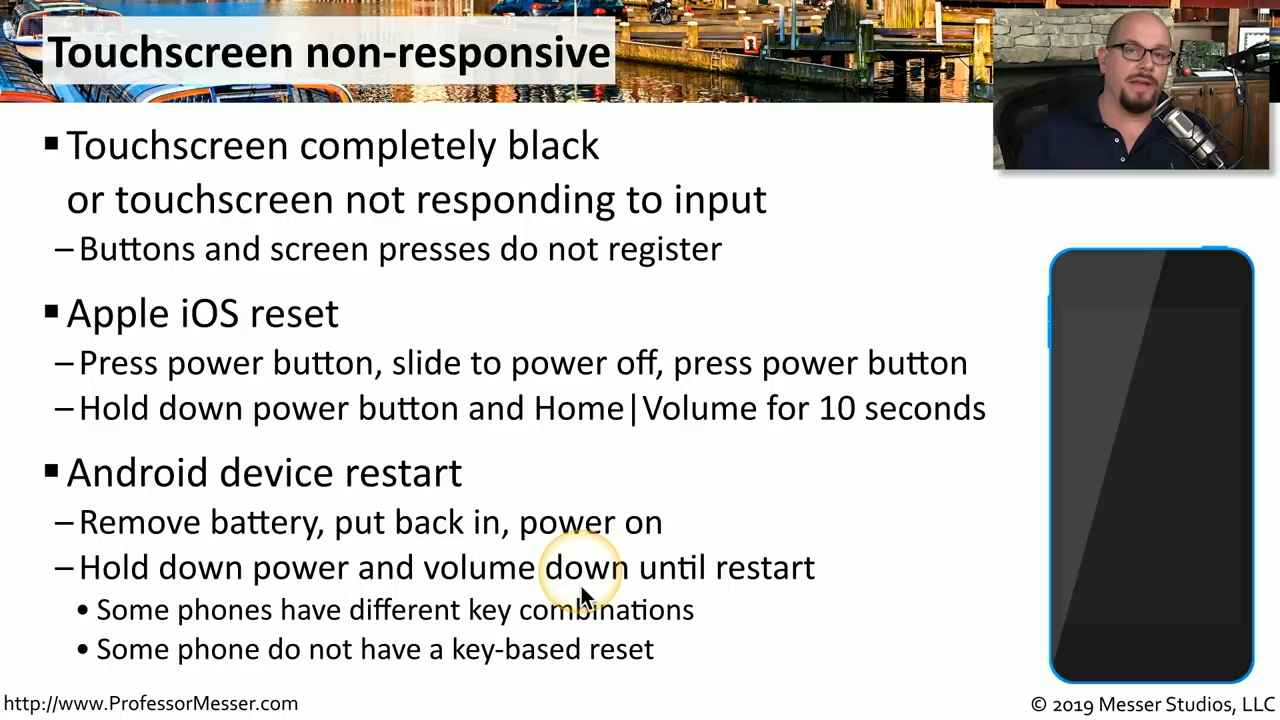 Touchscreen non-responsive
▪ Touchscreen completely black
or touchscreen not responding to input
– Buttons and screen presses do not register
▪ Apple iOS reset
– Press power button, slide to power off, press power button
– Hold down power button and Home|Volume for 10 seconds
▪ Android device restart
– Remove battery, put back in, power on
– Hold down power and volume down until restart
• Some phones have different key combinations
• Some phone do not have a key-based reset
http://www.ProfessorMesser.com
© 2019 Messer Studios, LLC